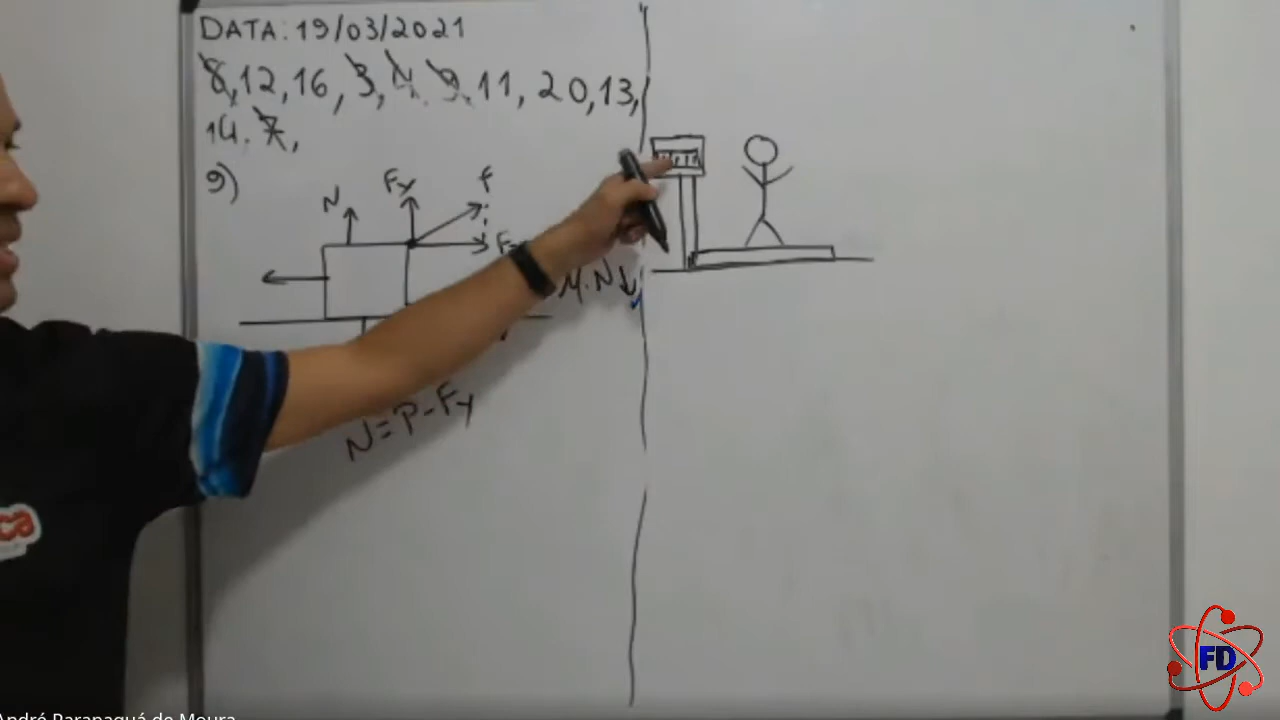 DATA: 19/03/2021
8, 12, 16, 3, 4, 9, 11, 20, 13,
14, 7,
9)
N
Fy
F
M.N↓
N=P-Fy
FD
André Paranaguá de Moura